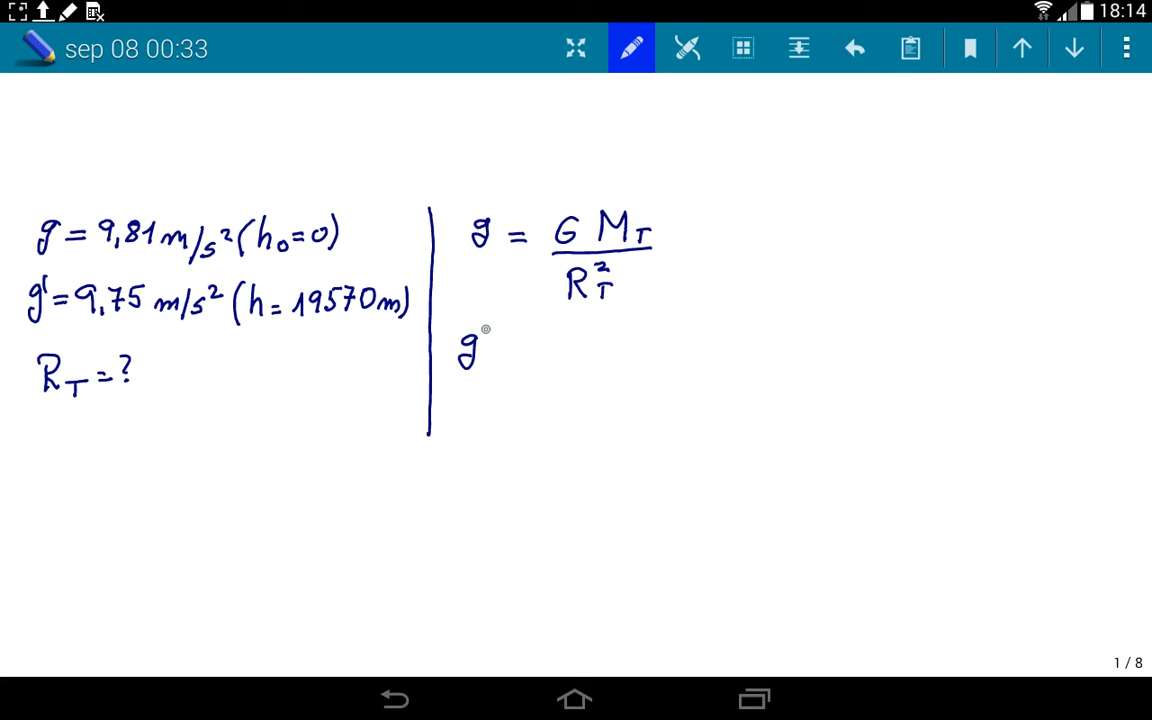 18:14
sep 08 00:33
g = 9,81 m/s² (h₀=0)
g' = 9,75 m/s² (h = 19570m)
R_T = ?
g = G M_T
R_T²
g
1 / 8